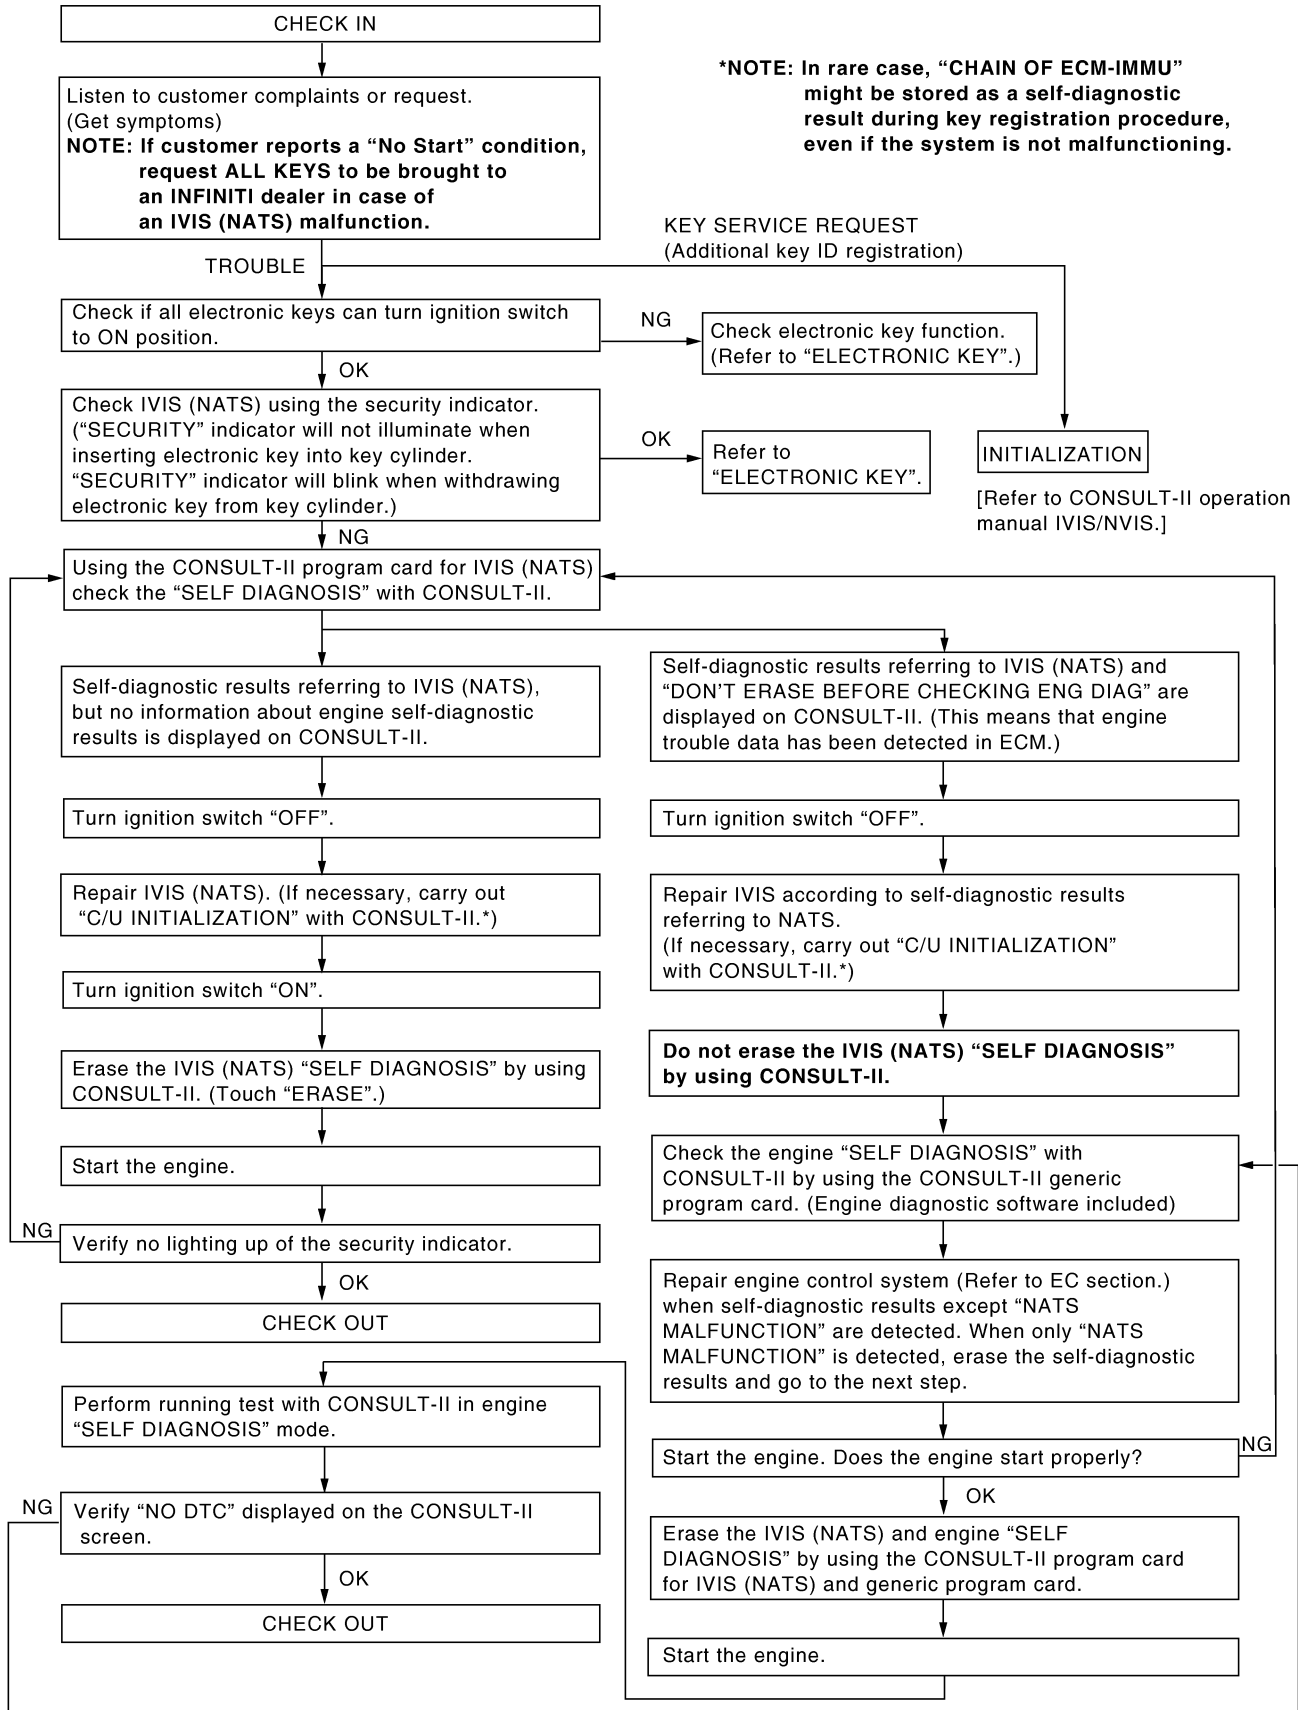 CHECK IN
*NOTE: In rare case, “CHAIN OF ECM-IMMU”
might be stored as a self-diagnostic
result during key registration procedure,
even if the system is not malfunctioning.
Listen to customer complaints or request.
(Get symptoms)
NOTE: If customer reports a “No Start” condition,
request ALL KEYS to be brought to
an INFINITI dealer in case of
an IVIS (NATS) malfunction.
KEY SERVICE REQUEST
(Additional key ID registration)
TROUBLE
Check if all electronic keys can turn ignition switch
to ON position.
NG
Check electronic key function.
(Refer to “ELECTRONIC KEY”.)
OK
Check IVIS (NATS) using the security indicator.
(“SECURITY” indicator will not illuminate when
inserting electronic key into key cylinder.
“SECURITY” indicator will blink when withdrawing
electronic key from key cylinder.)
OK
Refer to
“ELECTRONIC KEY”.
INITIALIZATION
[Refer to CONSULT-II operation
manual IVIS/NVIS.]
NG
Using the CONSULT-II program card for IVIS (NATS)
check the “SELF DIAGNOSIS” with CONSULT-II.
Self-diagnostic results referring to IVIS (NATS),
but no information about engine self-diagnostic
results is displayed on CONSULT-II.
Turn ignition switch “OFF”.
Repair IVIS (NATS). (If necessary, carry out
“C/U INITIALIZATION” with CONSULT-II.*)
Turn ignition switch “ON”.
Erase the IVIS (NATS) “SELF DIAGNOSIS” by using
CONSULT-II. (Touch “ERASE”.)
Start the engine.
NG
Verify no lighting up of the security indicator.
OK
CHECK OUT
Self-diagnostic results referring to IVIS (NATS) and
“DON’T ERASE BEFORE CHECKING ENG DIAG” are
displayed on CONSULT-II. (This means that engine
trouble data has been detected in ECM.)
Turn ignition switch “OFF”.
Repair IVIS according to self-diagnostic results
referring to NATS.
(If necessary, carry out “C/U INITIALIZATION”
with CONSULT-II.*)
Do not erase the IVIS (NATS) “SELF DIAGNOSIS”
by using CONSULT-II.
Check the engine “SELF DIAGNOSIS” with
CONSULT-II by using the CONSULT-II generic
program card. (Engine diagnostic software included)
Repair engine control system (Refer to EC section.)
when self-diagnostic results except “NATS
MALFUNCTION” are detected. When only “NATS
MALFUNCTION” is detected, erase the self-diagnostic
results and go to the next step.
Start the engine. Does the engine start properly?
NG
OK
Erase the IVIS (NATS) and engine “SELF
DIAGNOSIS” by using the CONSULT-II program card
for IVIS (NATS) and generic program card.
Start the engine.
Perform running test with CONSULT-II in engine
“SELF DIAGNOSIS” mode.
NG
Verify “NO DTC” displayed on the CONSULT-II
screen.
OK
CHECK OUT